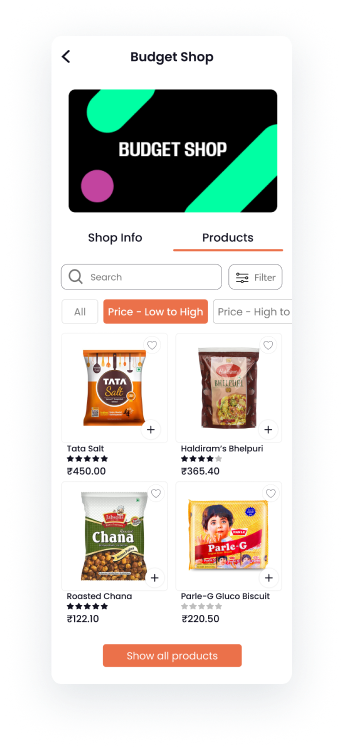 Budget Shop
BUDGET SHOP
Shop Info Products
Search Filter
All Price - Low to High Price - High to
TATA
Salt
Haldiram's
BHELPURI
Tata Salt Haldiram's Bhelpuri
₹450.00 ₹365.40
Chana
Parle-G
Roasted Chana Parle-G Gluco Biscuit
₹122.10 ₹220.50
Show all products